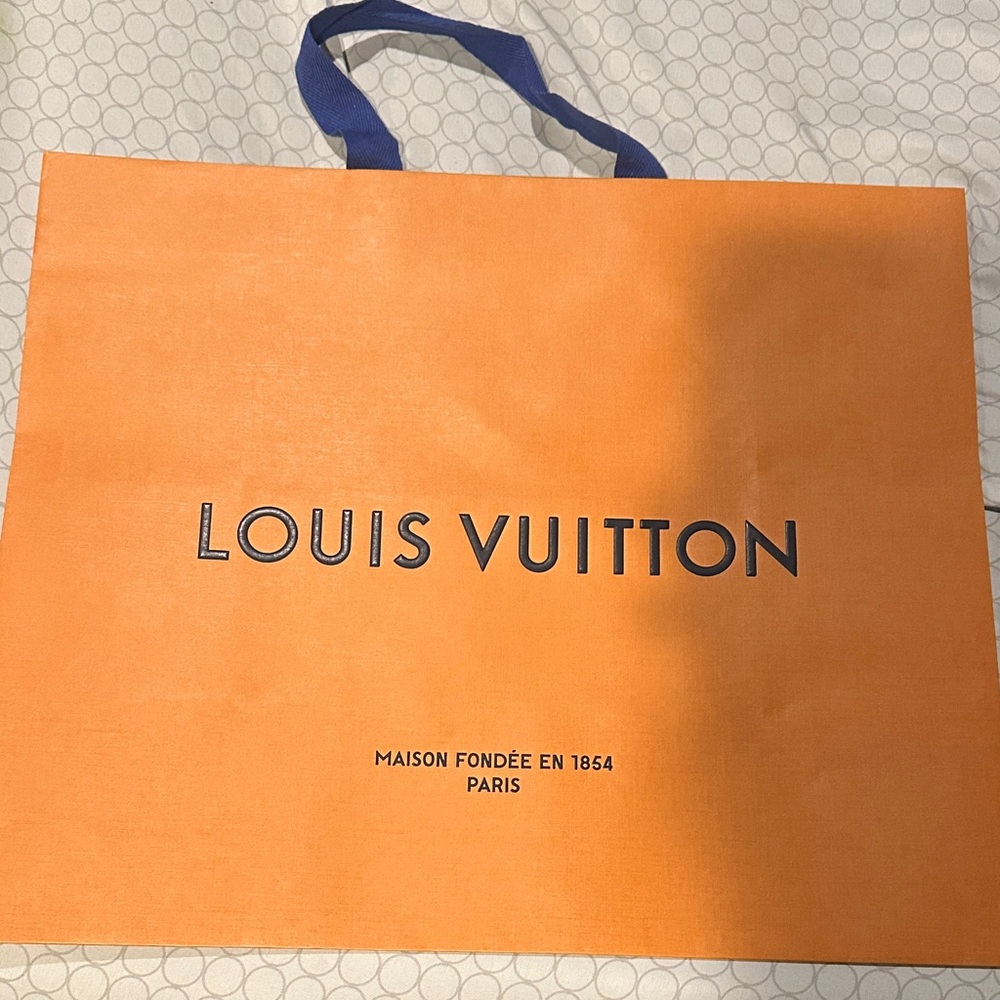 LOUIS VUITTON
MAISON FONDÉE EN 1854
PARIS